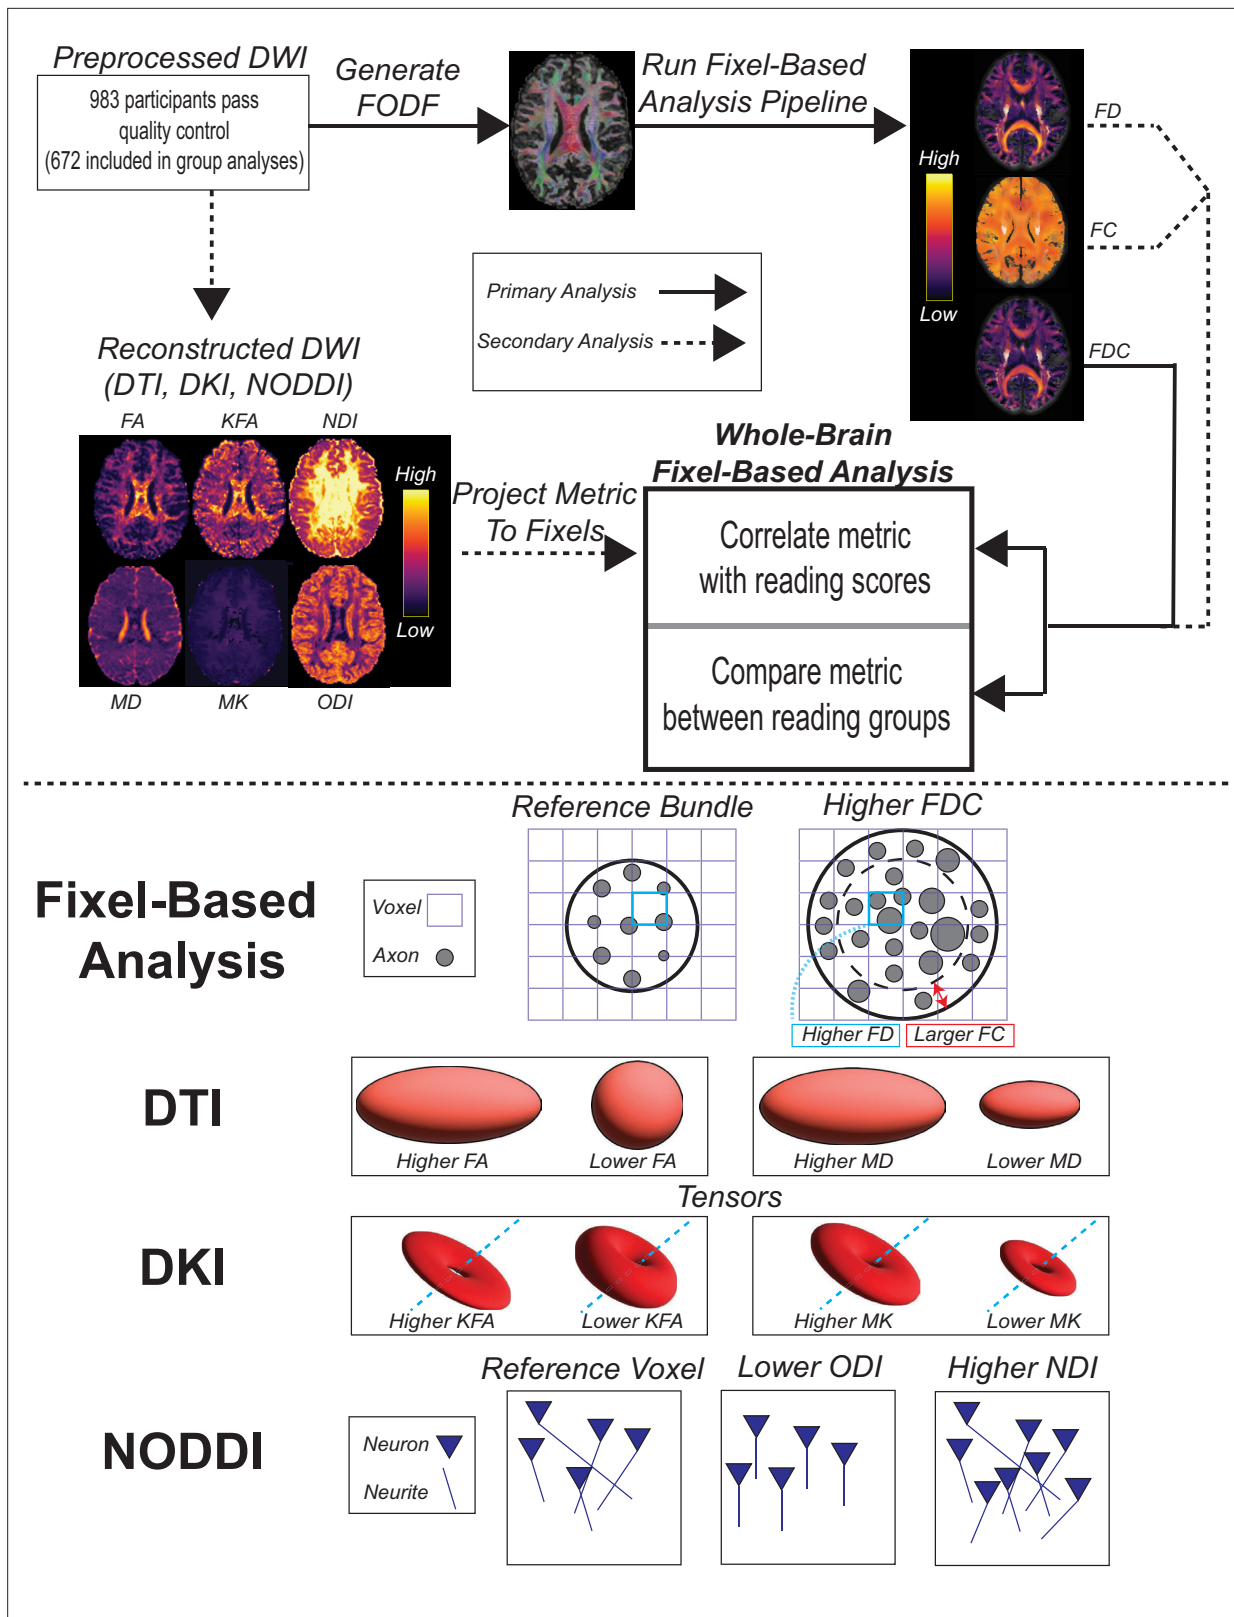 Preprocessed DWI
983 participants pass
quality control
(672 included in group analyses)
Generate
FODF
Run Fixel-Based
Analysis Pipeline
High
Low
FD
FC
FDC
Primary Analysis
Secondary Analysis
Reconstructed DWI
(DTI, DKI, NODDI)
FA
KFA
NDI
High
Low
MD
MK
ODI
Project Metric
To Fixels
Whole-Brain
Fixel-Based Analysis
Correlate metric
with reading scores
Compare metric
between reading groups
Reference Bundle
Higher FDC
Fixel-Based
Analysis
Voxel
Axon
Higher FD
Larger FC
DTI
Higher FA
Lower FA
Higher MD
Lower MD
Tensors
DKI
Higher KFA
Lower KFA
Higher MK
Lower MK
Reference Voxel
Lower ODI
Higher NDI
NODDI
Neuron
Neurite